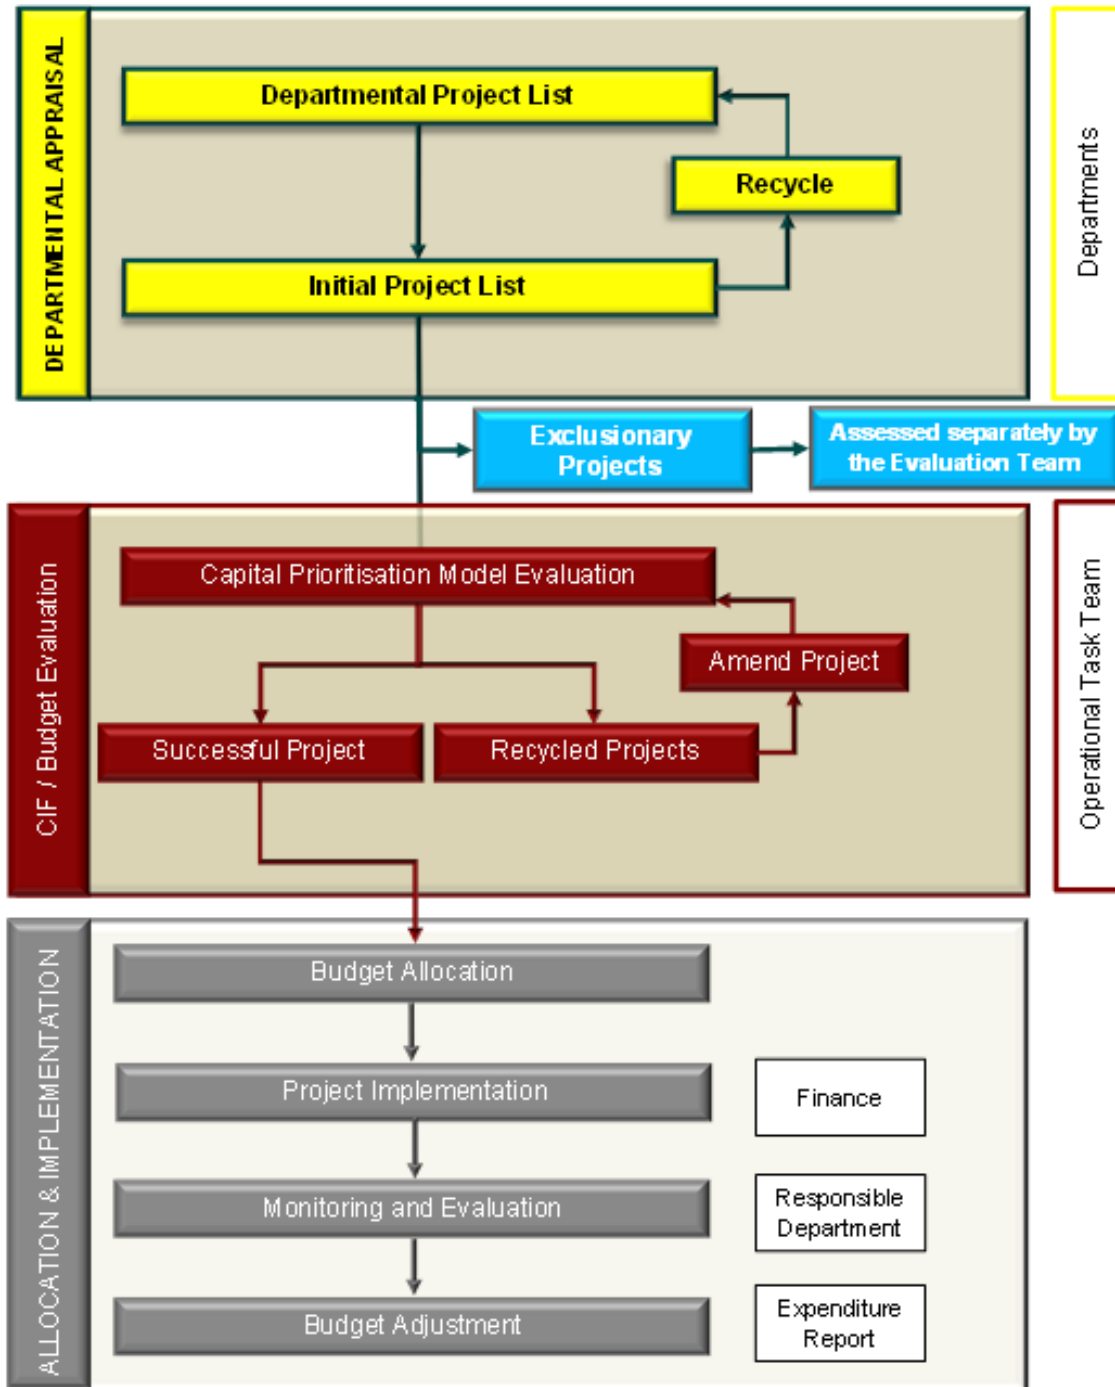 DEPARTMENTAL APPRAISAL
Departmental Project List
Recycle
Initial Project List
Departments
Exclusionary
Projects
Assessed separately by
the Evaluation Team
CIF / Budget Evaluation
Capital Prioritisation Model Evaluation
Amend Project
Successful Project
Recycled Projects
Operational Task Team
ALLOCATION & IMPLEMENTATION
Budget Allocation
Project Implementation
Finance
Monitoring and Evaluation
Responsible
Department
Budget Adjustment
Expenditure
Report